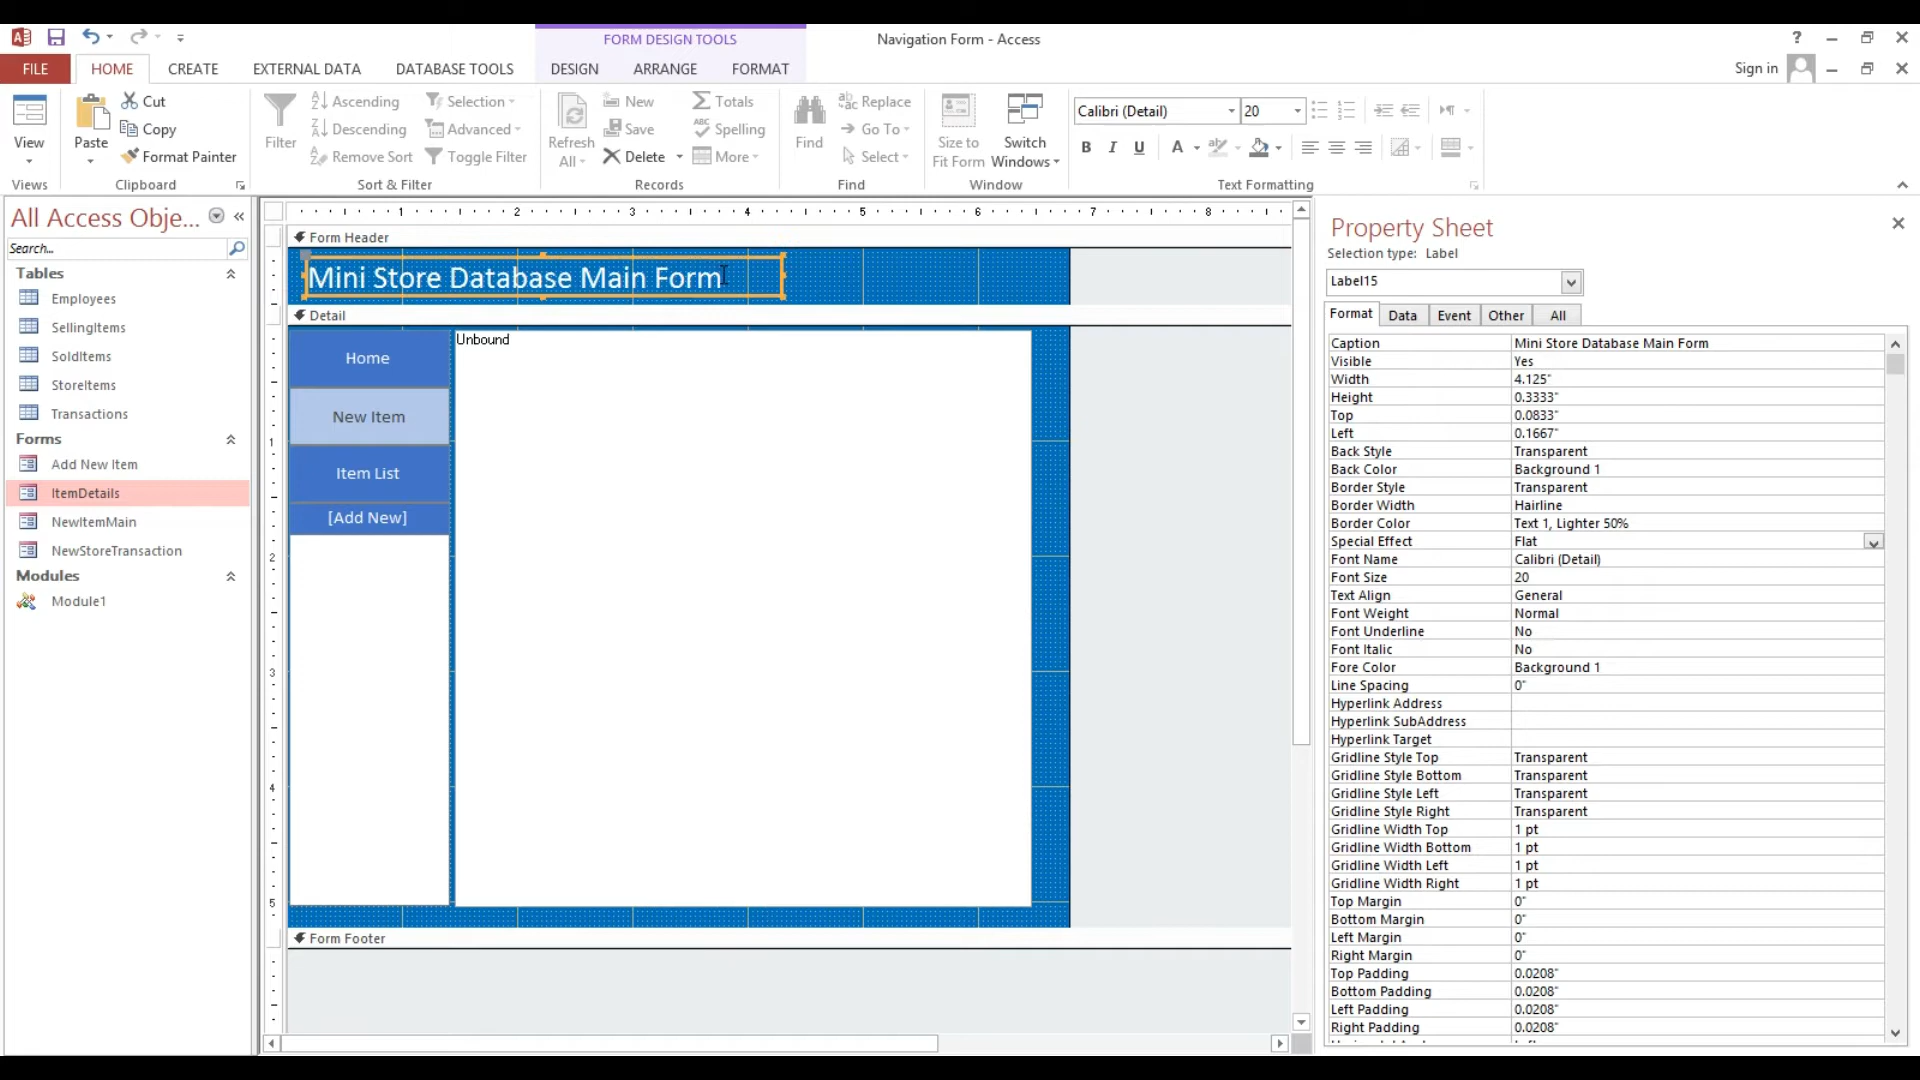 FORM DESIGN TOOLS
Navigation Form - Access
?
FILE
HOME
CREATE
EXTERNAL DATA
DATABASE TOOLS
DESIGN
ARRANGE
FORMAT
Sign in
View
Views
Paste
Cut
Copy
Format Painter
Clipboard
Filter
Ascending
Descending
Remove Sort
Selection
Advanced
Toggle Filter
Sort & Filter
Refresh
All
New
Save
Delete
Totals
Spelling
More
Records
Find
Replace
Go To
Select
Find
Size to
Fit Form
Switch
Windows
Window
Calibri (Detail)
20
B I U A
Text Formatting
All Access Obje...
Search...
Tables
Employees
SellingItems
SoldItems
StoreItems
Transactions
Forms
Add New Item
ItemDetails
NewItemMain
NewStoreTransaction
Modules
Module1
1 2 3 4 5 6 7 8
Form Header
Mini Store Database Main Form
Detail
Home
New Item
Item List
[Add New]
Unbound
1
2
3
4
5
Form Footer
Property Sheet
Selection type: Label
Label15
Format
Data
Event
Other
All
Caption Mini Store Database Main Form
Visible Yes
Width 4.125"
Height 0.3333"
Top 0.0833"
Left 0.1667"
Back Style Transparent
Back Color Background 1
Border Style Transparent
Border Width Hairline
Border Color Text 1, Lighter 50%
Special Effect Flat
Font Name Calibri (Detail)
Font Size 20
Text Align General
Font Weight Normal
Font Underline No
Font Italic No
Fore Color Background 1
Line Spacing 0"
Hyperlink Address
Hyperlink SubAddress
Hyperlink Target
Gridline Style Top Transparent
Gridline Style Bottom Transparent
Gridline Style Left Transparent
Gridline Style Right Transparent
Gridline Width Top 1 pt
Gridline Width Bottom 1 pt
Gridline Width Left 1 pt
Gridline Width Right 1 pt
Top Margin 0"
Bottom Margin 0"
Left Margin 0"
Right Margin 0"
Top Padding 0.0208"
Bottom Padding 0.0208"
Left Padding 0.0208"
Right Padding 0.0208"